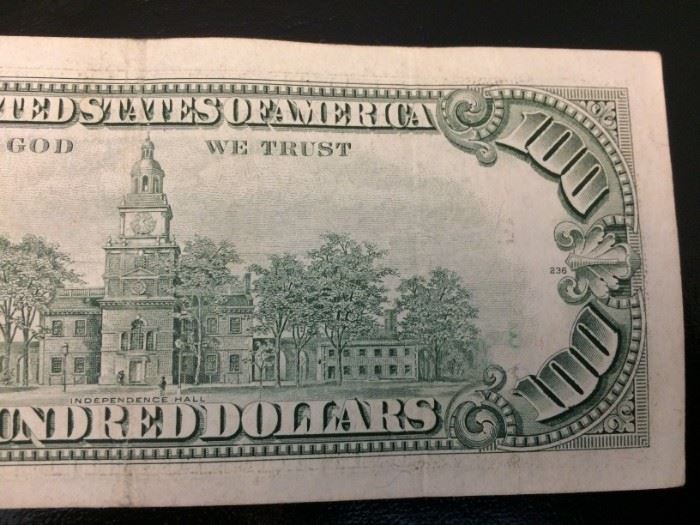 TED STATES OF AMERICA
GOD WE TRUST
100
236
INDEPENDENCE HALL
UNDRED DOLLARS
100